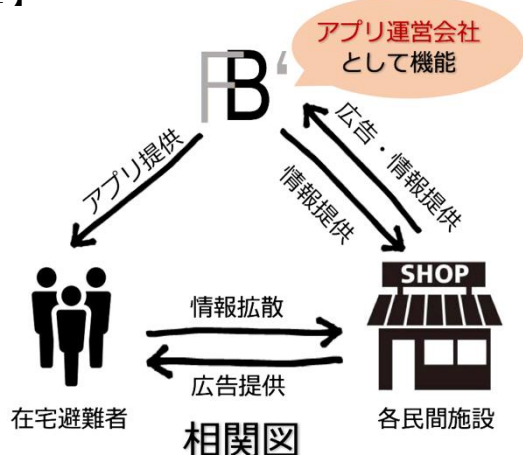 アプリ運営会社
として機能
FB‘
アプリ提供
情報提供
広告・情報提供
SHOP
情報拡散
広告提供
在宅避難者
各民間施設
相関図